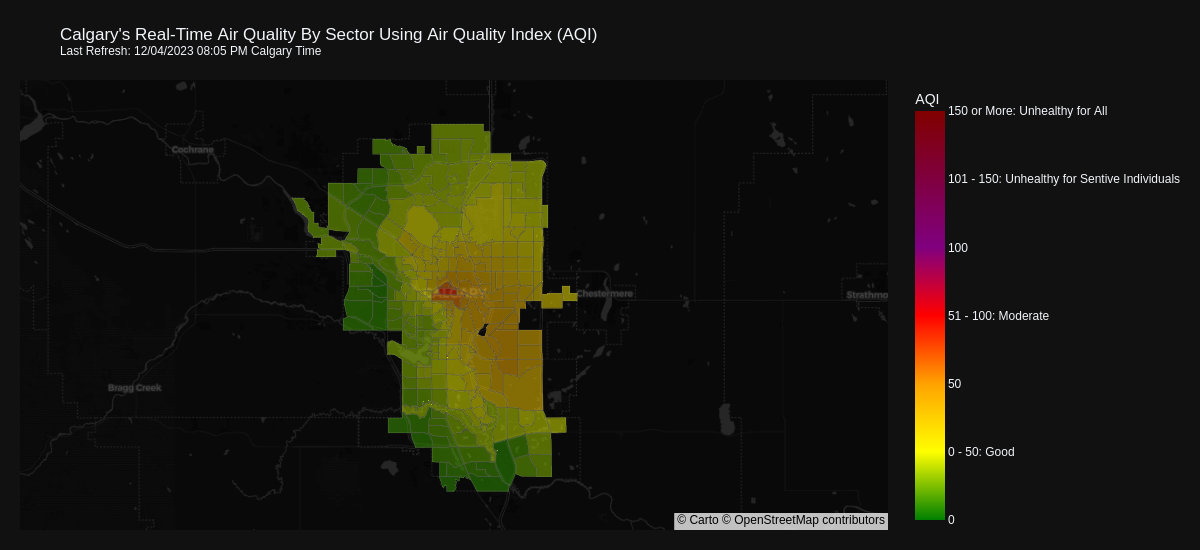 Calgary's Real-Time Air Quality By Sector Using Air Quality Index (AQI)
Last Refresh: 12/04/2023 08:05 PM Calgary Time
AQI
150 or More: Unhealthy for All
Cochrane
101 - 150: Unhealthy for Sentive Individuals
100
CALGARY
Chestermere
Strathmo
51 - 100: Moderate
50
Bragg Creek
0 - 50: Good
0
© Carto © OpenStreetMap contributors